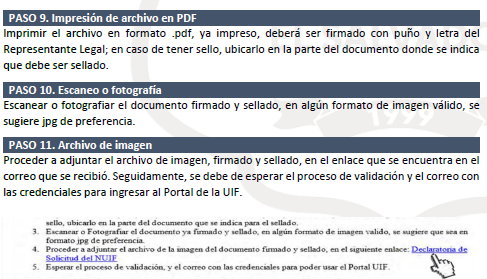 PASO 9. Impresión de archivo en PDF
Imprimir el archivo en formato .pdf, ya impreso, deberá ser firmado con puño y letra del
Representante Legal; en caso de tener sello, ubicarlo en la parte del documento donde se indica
que debe ser sellado.
PASO 10. Escaneo o fotografía
Escanear o fotografiar el documento firmado y sellado, en algún formato de imagen válido, se
sugiere jpg de preferencia.
PASO 11. Archivo de imagen
Proceder a adjuntar el archivo de imagen, firmado y sellado, en el enlace que se encuentra en el
correo que se recibió. Seguidamente, se debe de esperar el proceso de validación y el correo con
las credenciales para ingresar al Portal de la UIF.
sello, ubicarlo en la parte del documento que se indica para el sellado.
3. Escanear o Fotografiar el documento ya firmado y sellado, en algún formato de imagen valido, se sugiere que sea en
formato jpg de preferencia.
4. Proceder a adjuntar el archivo de la imagen del documento firmado y sellado, en el siguiente enlace: Declaratoria de
Solicitud del NUIF
5. Esperar el proceso de validación, y el correo con las credenciales para poder usar el Portal UIF.